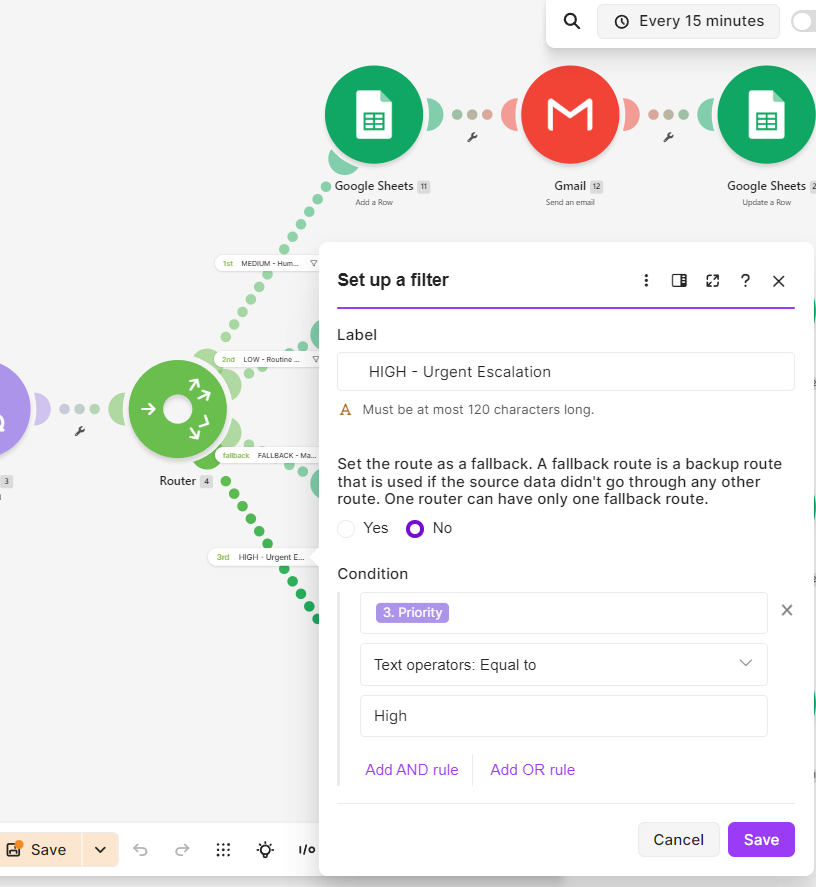 Every 15 minutes
Google Sheets 11
Add a Row
Gmail 12
Send an email
Google Sheets
Update a Row
1st MEDIUM - Hum...
2nd LOW - Routine ...
fallback FALLBACK - Ma...
3rd HIGH - Urgent E...
3
Router 4
Set up a filter
Label
HIGH - Urgent Escalation
A Must be at most 120 characters long.
Set the route as a fallback. A fallback route is a backup route
that is used if the source data didn't go through any other
route. One router can have only one fallback route.
Yes No
Condition
3. Priority
Text operators: Equal to
High
Add AND rule Add OR rule
Cancel Save
Save